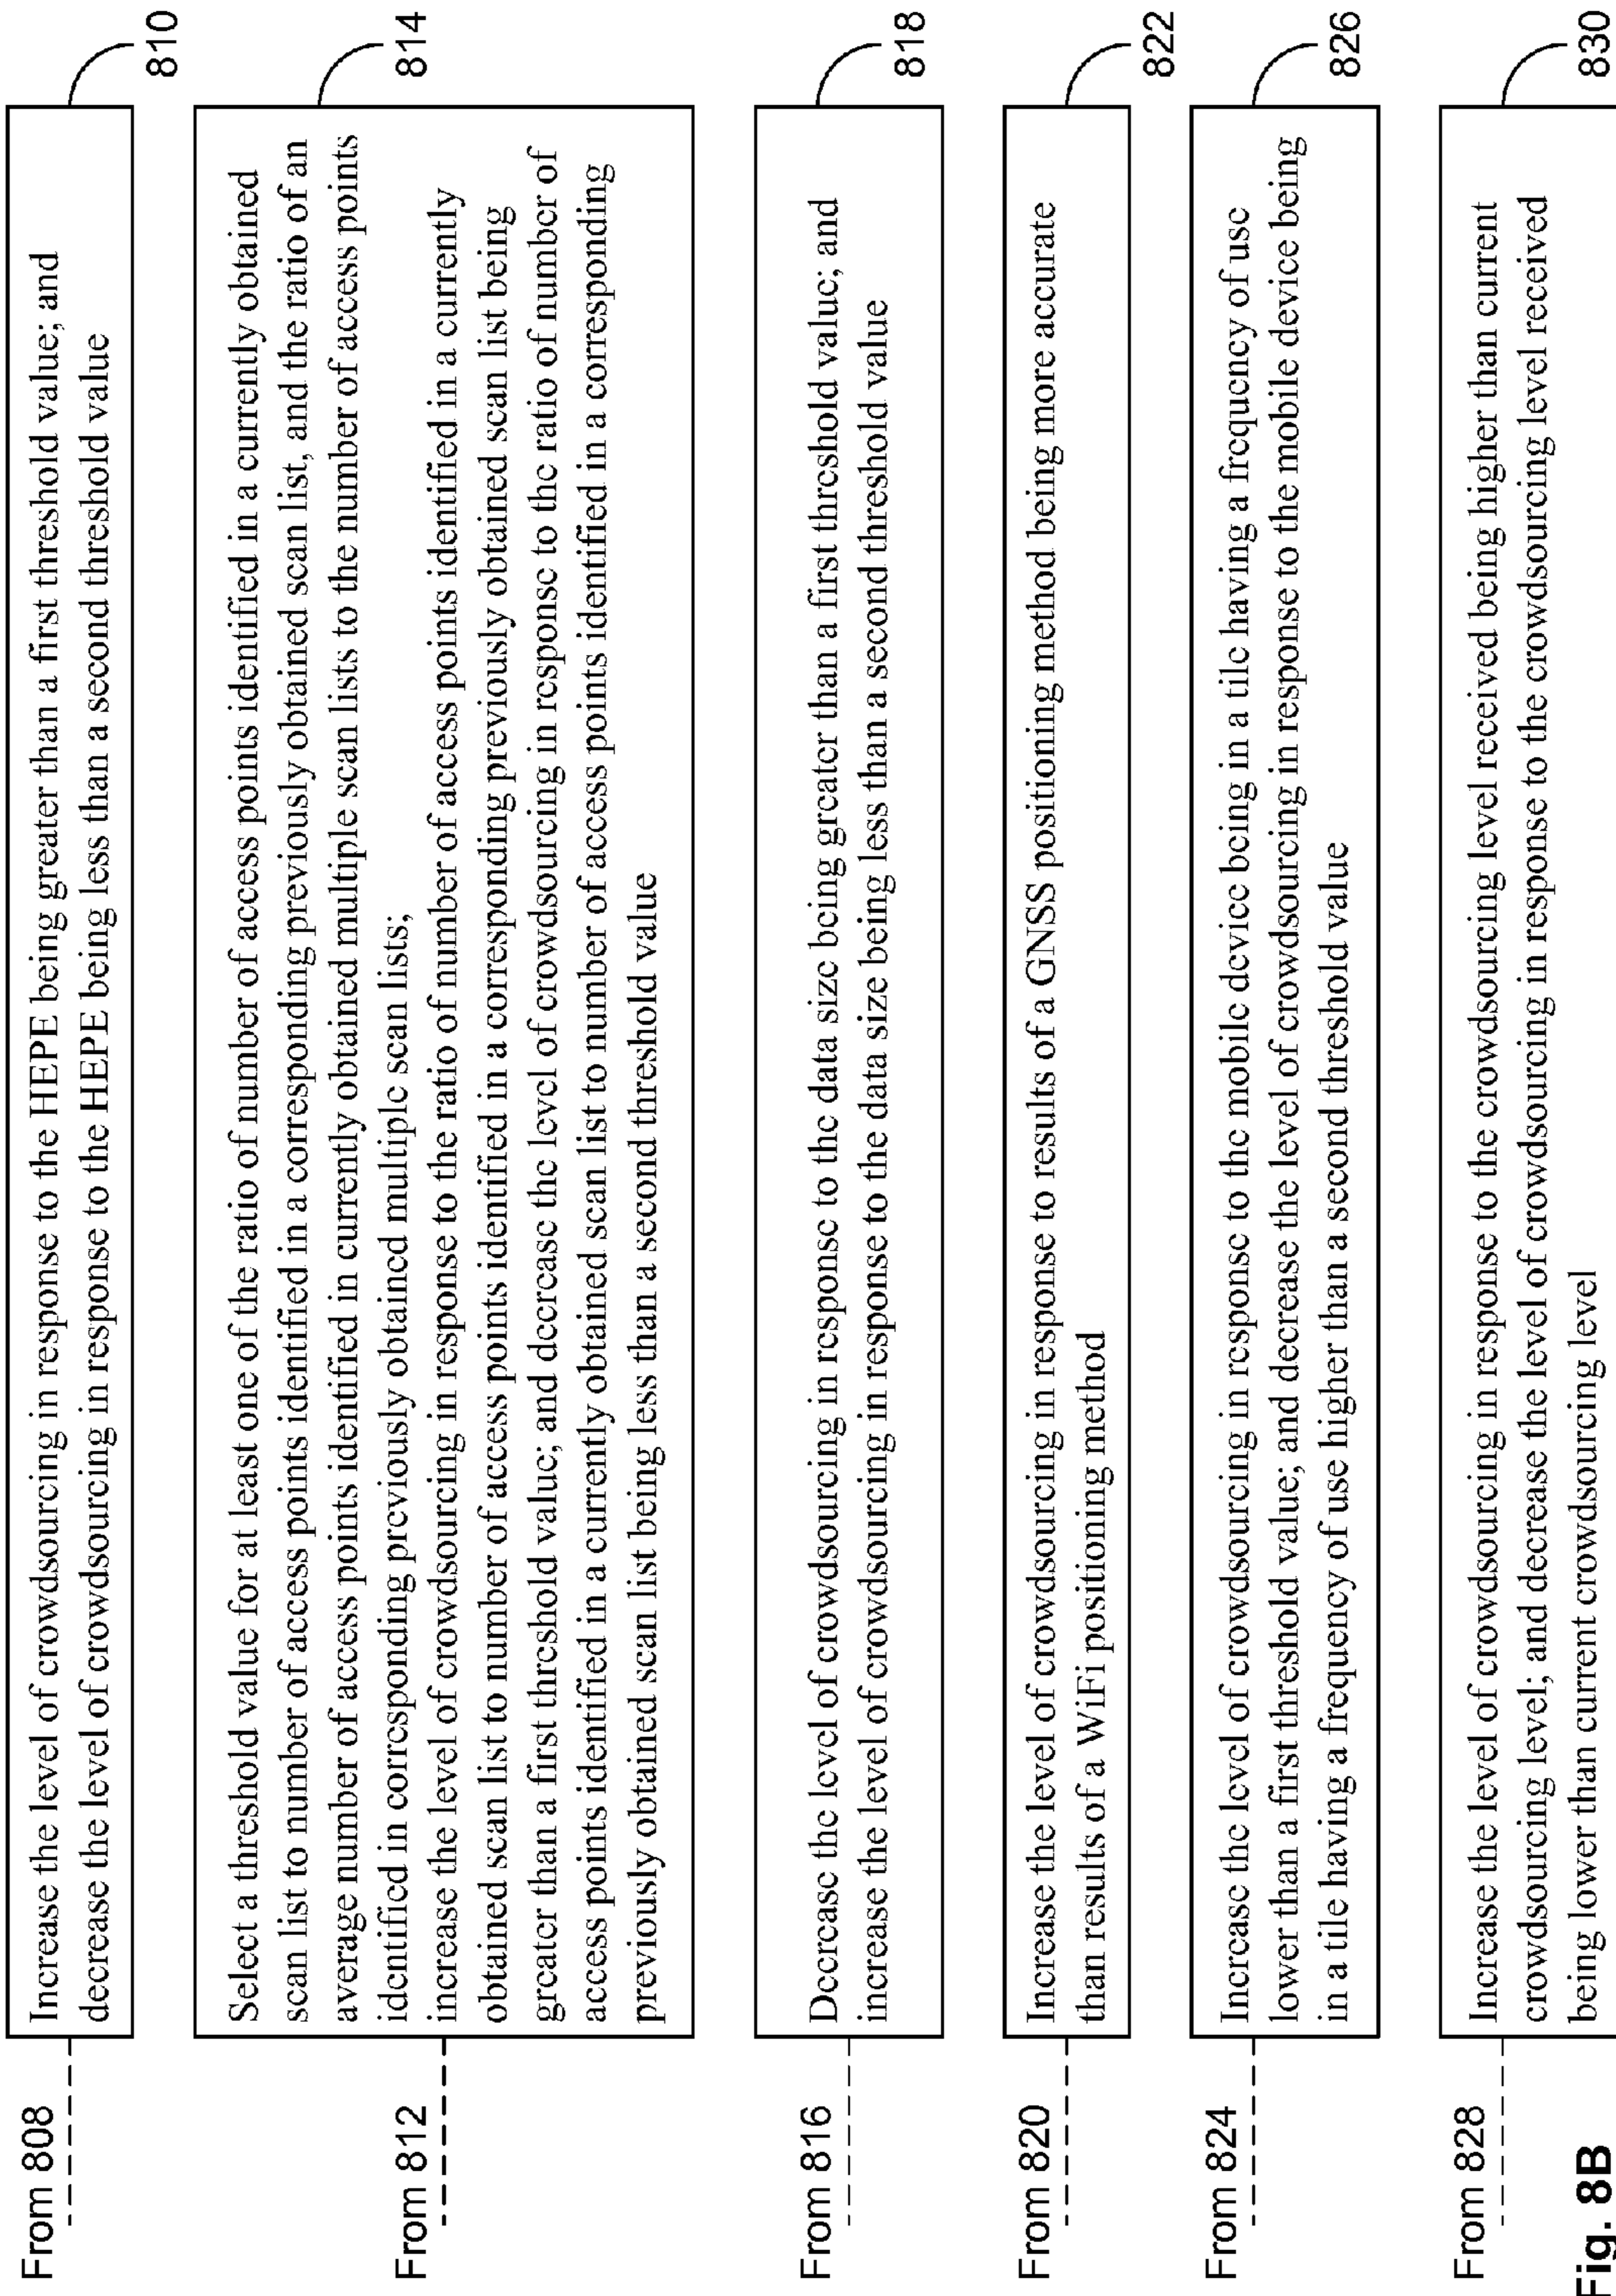 From 808
Increase the level of crowdsourcing in response to the HEPE being greater than a first threshold value; and
decrease the level of crowdsourcing in response to the HEPE being less than a second threshold value
810
From 812
Select a threshold value for at least one of the ratio of number of access points identified in a currently obtained
scan list to number of access points identified in a corresponding previously obtained scan list, and the ratio of an
average number of access points identified in currently obtained multiple scan lists to the number of access points
identified in corresponding previously obtained multiple scan lists;
increase the level of crowdsourcing in response to the ratio of number of access points identified in a currently
obtained scan list to number of access points identified in a corresponding previously obtained scan list being
greater than a first threshold value; and decrease the level of crowdsourcing in response to the ratio of number of
access points identified in a currently obtained scan list to number of access points identified in a corresponding
previously obtained scan list being less than a second threshold value
814
From 816
Decrease the level of crowdsourcing in response to the data size being greater than a first threshold value; and
increase the level of crowdsourcing in response to the data size being less than a second threshold value
818
From 820
Increase the level of crowdsourcing in response to results of a GNSS positioning method being more accurate
than results of a WiFi positioning method
822
From 824
Increase the level of crowdsourcing in response to the mobile device being in a tile having a frequency of use
lower than a first threshold value; and decrease the level of crowdsourcing in response to the mobile device being
in a tile having a frequency of use higher than a second threshold value
826
From 828
Increase the level of crowdsourcing in response to the crowdsourcing level received being higher than current
crowdsourcing level; and decrease the level of crowdsourcing in response to the crowdsourcing level received
being lower than current crowdsourcing level
830
Fig. 8B